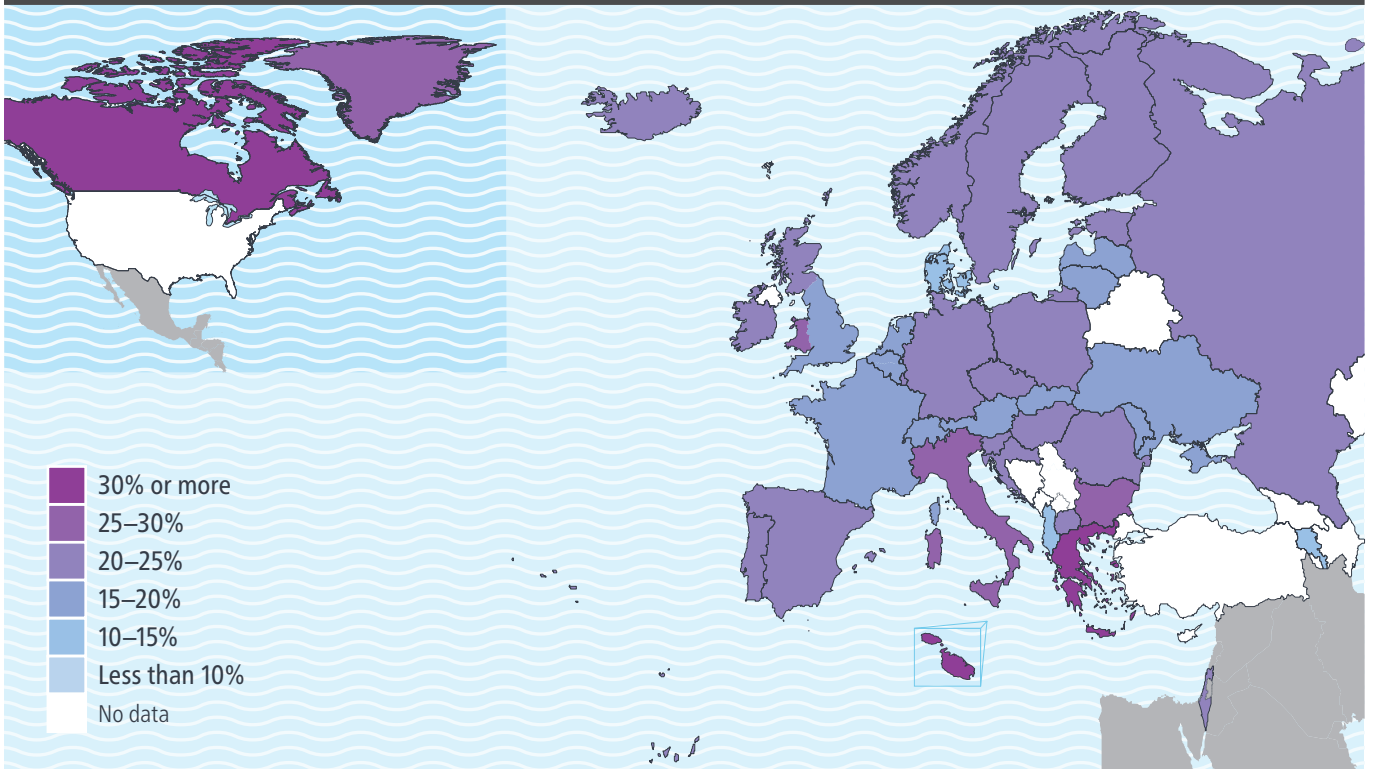 30% or more
25–30%
20–25%
15–20%
10–15%
Less than 10%
No data